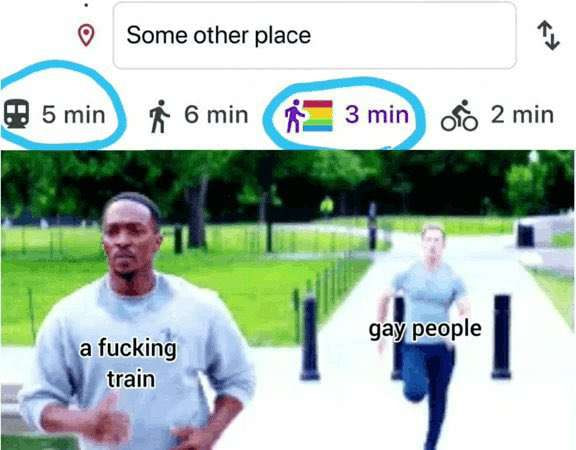 Some other place
5 min 6 min 3 min 2 min
a fucking
train
gay people